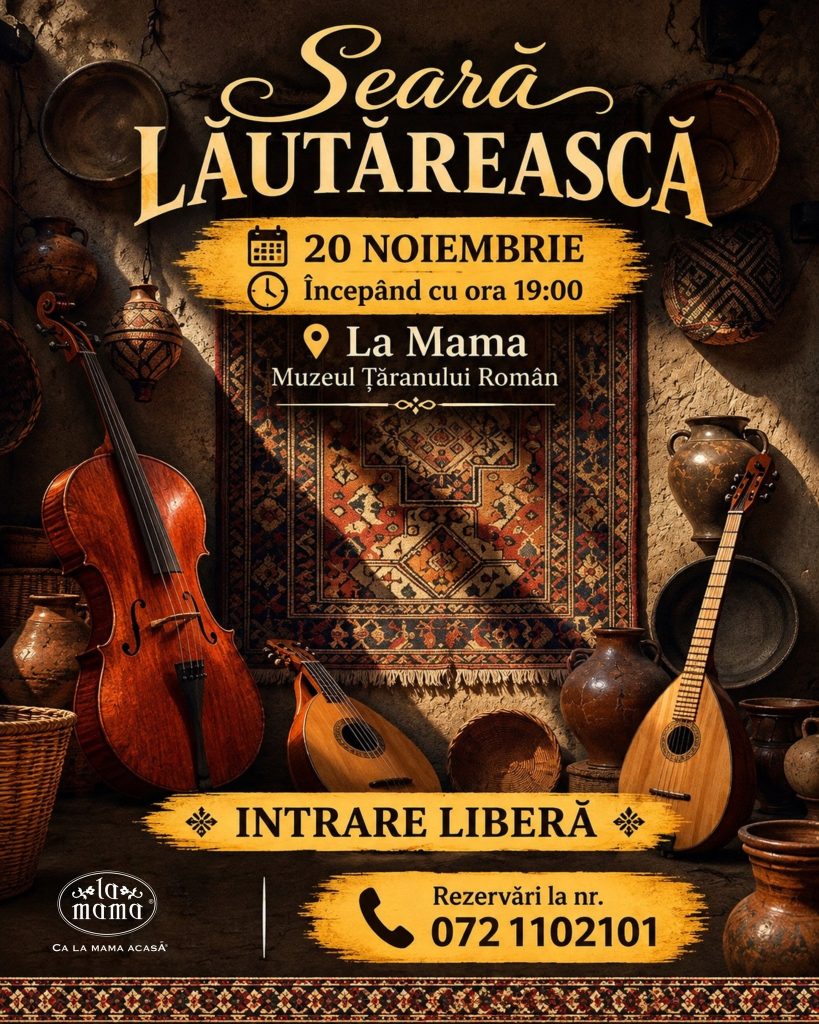 Seară
LĂUTĂREASCĂ
20 NOIEMBRIE
Începând cu ora 19:00
La Mama
Muzeul Țăranului Român
INTRARE LIBERĂ
la
mama®
CA LA MAMA ACASĂ
Rezervări la nr.
072 1102101